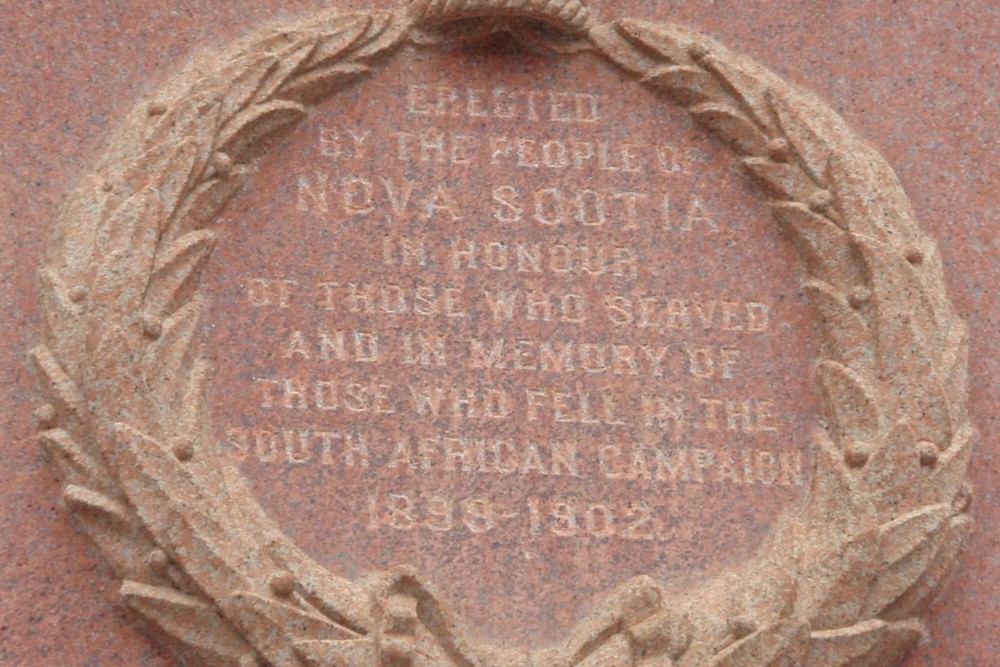 ERECTED
BY THE PEOPLE OF
NOVA SCOTIA
IN HONOUR
OF THOSE WHO SERVED
AND IN MEMORY OF
THOSE WHO FELL IN THE
SOUTH AFRICAN CAMPAIGN
1899-1902.